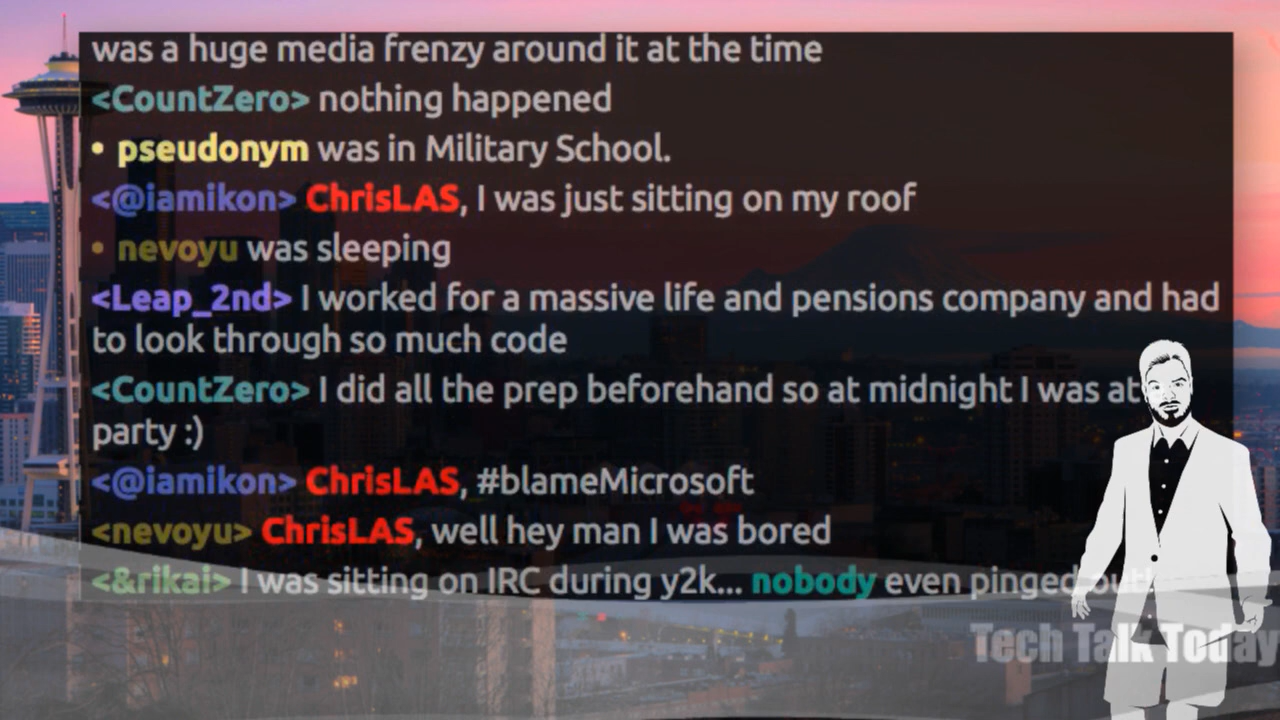 was a huge media frenzy around it at the time
<CountZero> nothing happened
• pseudonym was in Military School.
<@iamikon> ChrisLAS, I was just sitting on my roof
• nevoyu was sleeping
<Leap_2nd> I worked for a massive life and pensions company and had
to look through so much code
<CountZero> I did all the prep beforehand so at midnight I was at
party :)
<@iamikon> ChrisLAS, #blameMicrosoft
<nevoyu> ChrisLAS, well hey man I was bored
<&rikai> I was sitting on IRC during y2k... nobody even pinged out!
Tech Talk Today